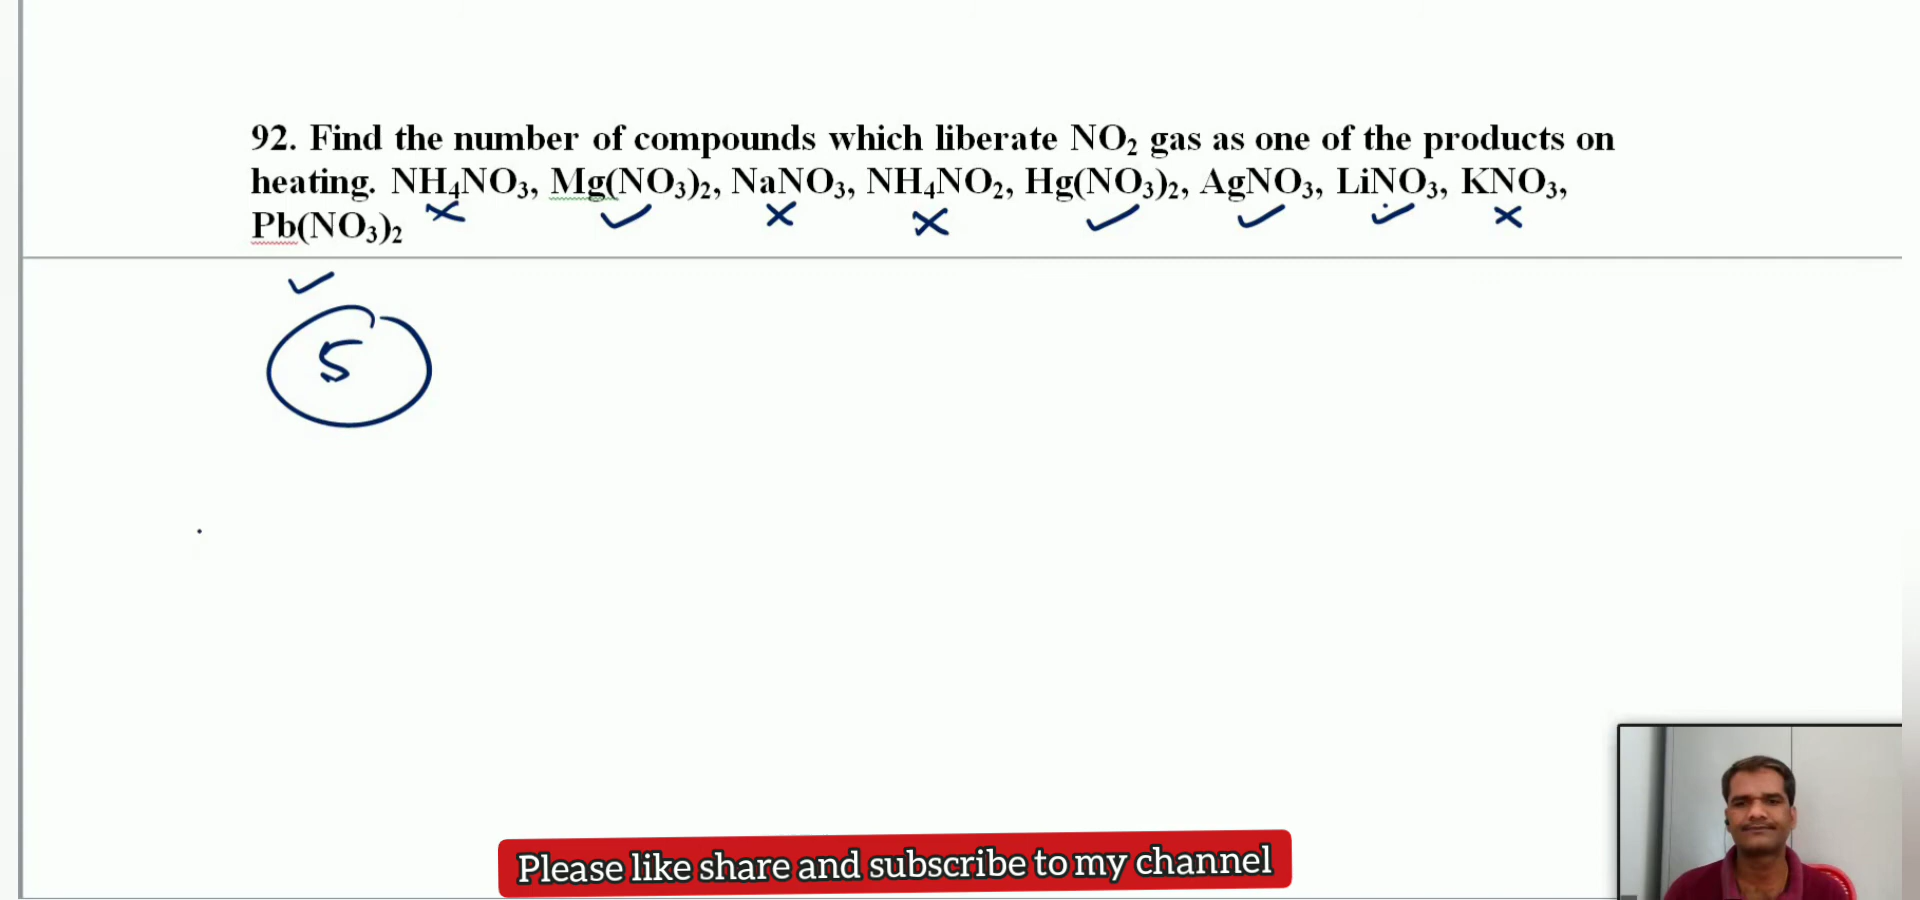 92. Find the number of compounds which liberate NO₂ gas as one of the products on
heating. NH₄NO₃, Mg(NO₃)₂, NaNO₃, NH₄NO₂, Hg(NO₃)₂, AgNO₃, LiNO₃, KNO₃,
Pb(NO₃)₂
5
Please like share and subscribe to my channel